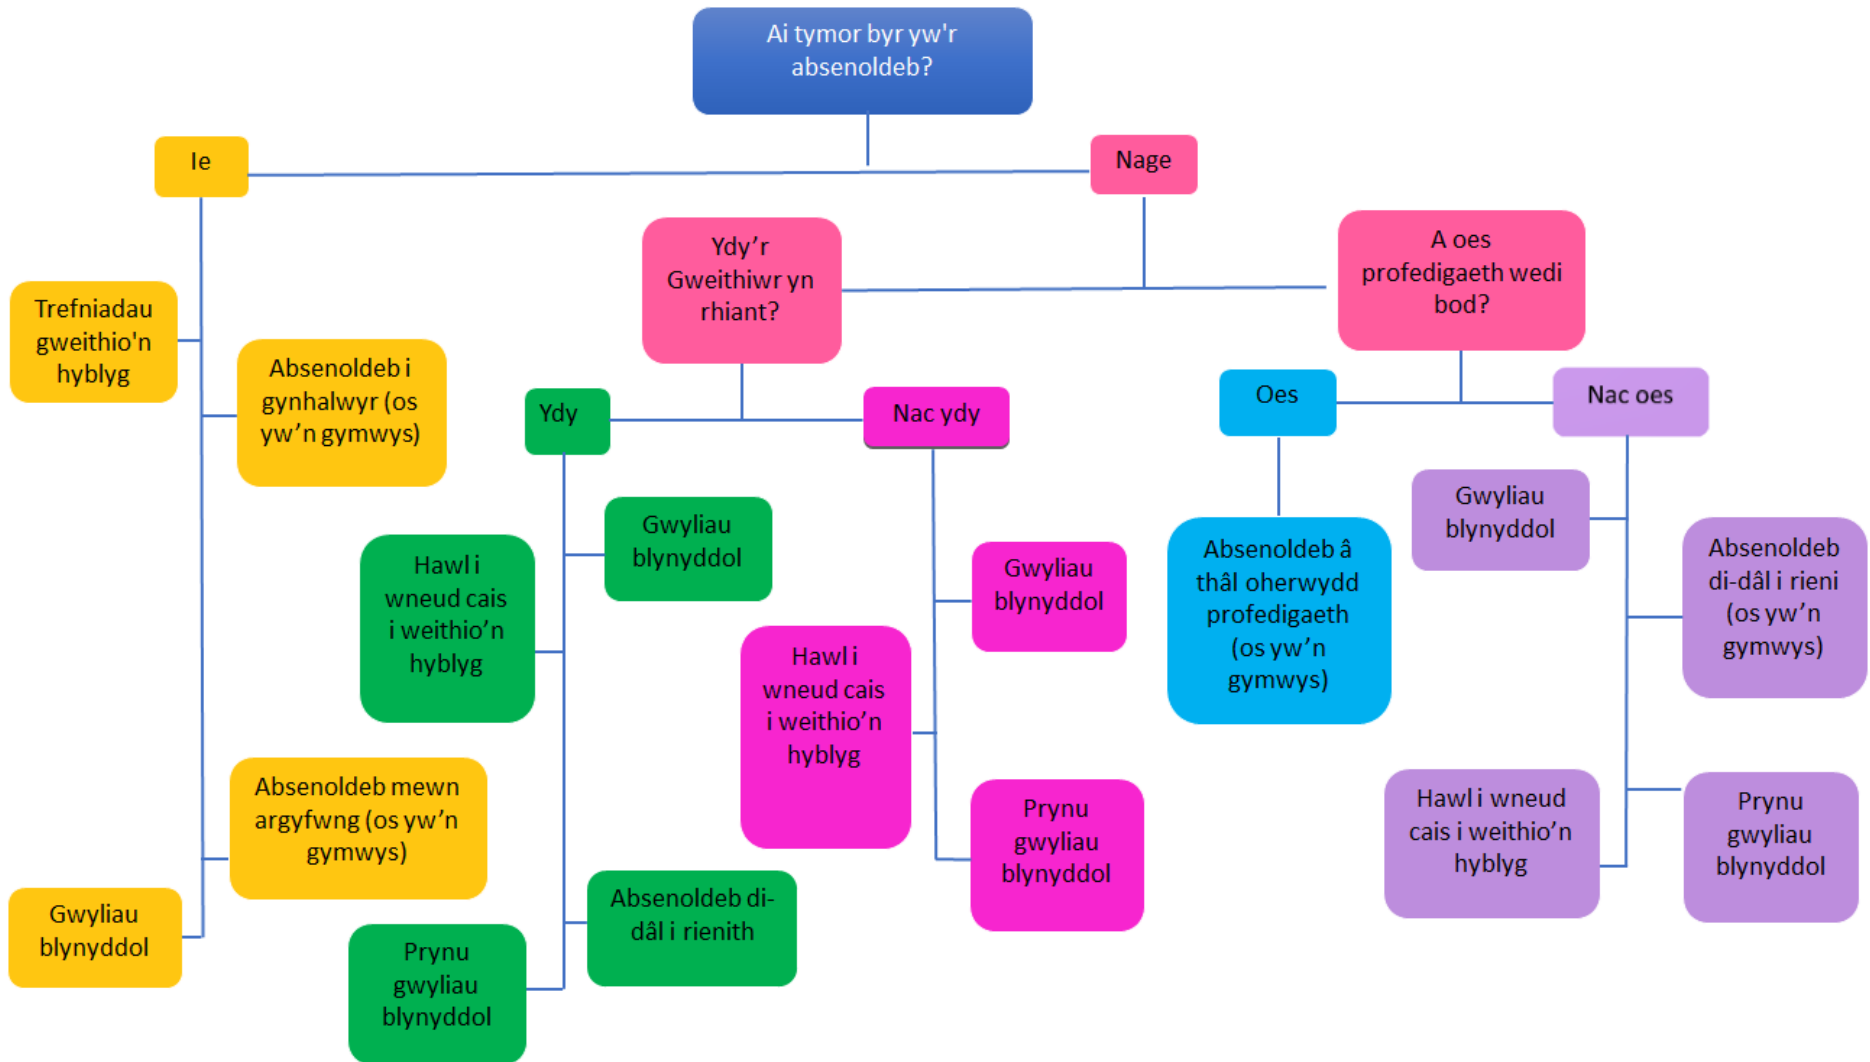 Ai tymor byr yw'r
absenoldeb?
Ie
Nage
Ydy’r
Gweithiwr yn
rhiant?
A oes
profedigaeth wedi
bod?
Trefniadau
gweithio'n
hyblyg
Absenoldeb i
gynhalwyr (os
yw’n gymwys)
Absenoldeb mewn
argyfwng (os yw’n
gymwys)
Gwyliau
blynyddol
Ydy
Nac ydy
Gwyliau
blynyddol
Hawl i
wneud cais
i weithio’n
hyblyg
Absenoldeb di-
dâl i rienith
Prynu
gwyliau
blynyddol
Gwyliau
blynyddol
Hawl i
wneud cais
i weithio’n
hyblyg
Prynu
gwyliau
blynyddol
Oes
Nac oes
Absenoldeb â
thâl oherwydd
profedigaeth
(os yw’n
gymwys)
Gwyliau
blynyddol
Absenoldeb
di-dâl i rieni
(os yw’n
gymwys)
Hawl i wneud
cais i weithio’n
hyblyg
Prynu
gwyliau
blynyddol